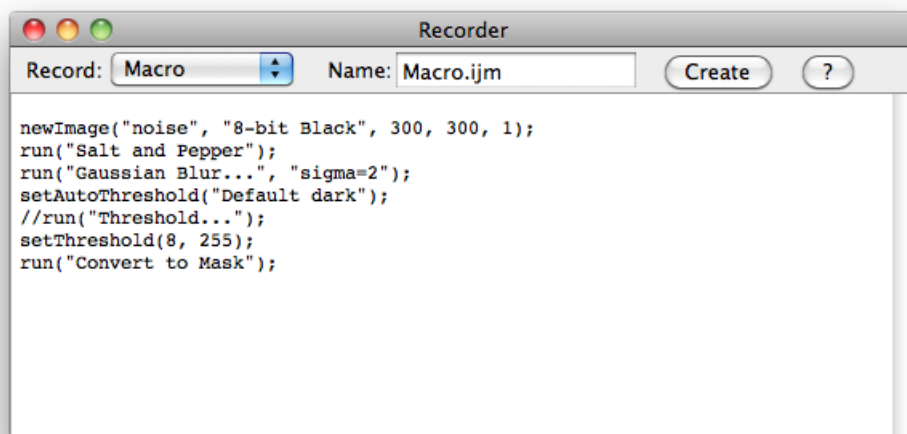 Recorder
Record: Macro Name: Macro.ijm Create ?
newImage("noise", "8-bit Black", 300, 300, 1);
run("Salt and Pepper");
run("Gaussian Blur...", "sigma=2");
setAutoThreshold("Default dark");
//run("Threshold...");
setThreshold(8, 255);
run("Convert to Mask");